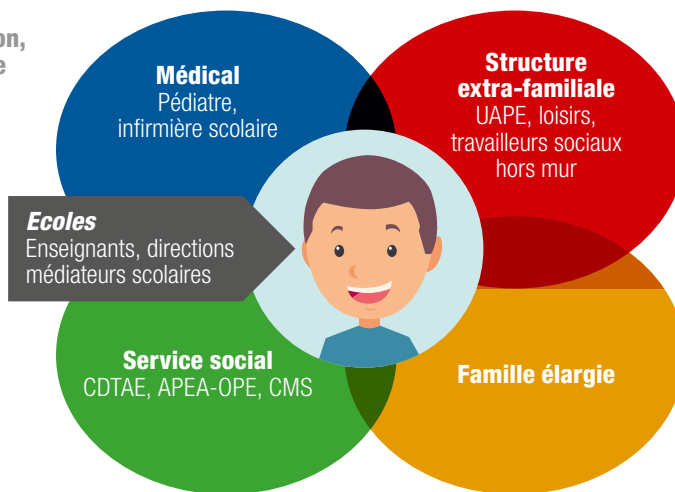 on,
e
Médical
Pédiatre,
infirmière scolaire
Structure
extra-familiale
UAPE, loisirs,
travailleurs sociaux
hors mur
Ecoles
Enseignants, directions
médiateurs scolaires
Service social
CDTAE, APEA-OPE, CMS
Famille élargie